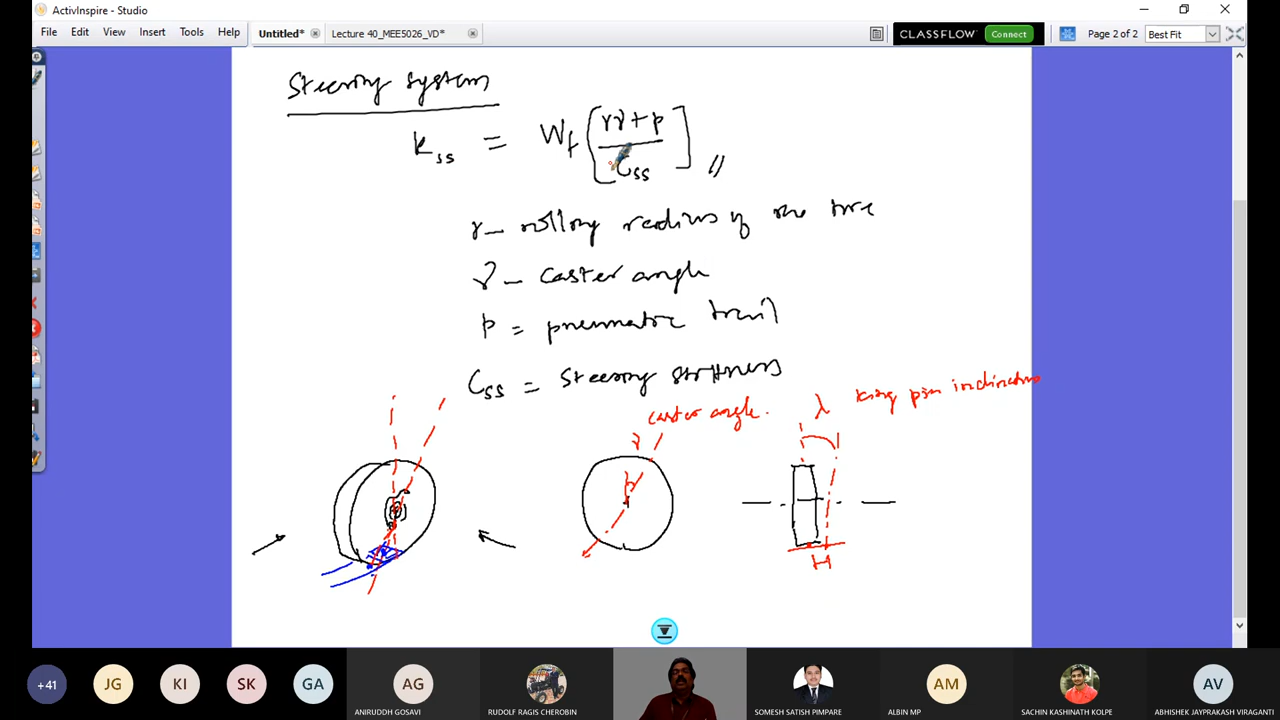 ActivInspire - Studio
File Edit View Insert Tools Help Untitled* Lecture 40_MEE5026_VD* CLASSFLOW Connect Page 2 of 2 Best Fit
Steering system
Kss = Wf [ (rγ + p) / Css ] //
r - rolling radius of the tire
γ - caster angle
p = pneumatic trail
Css = Steering stiffness
γ caster angle.
λ king pin inclination
+41 JG KI SK GA AG AM AV
ANIRUDDH GOSAVI RUDOLF RAGIS CHEROBIN SOMESH SATISH PIMPARE ALBIN MP SACHIN KASHINATH KOLPE ABHISHEK JAYPRAKASH VIRAGANTI